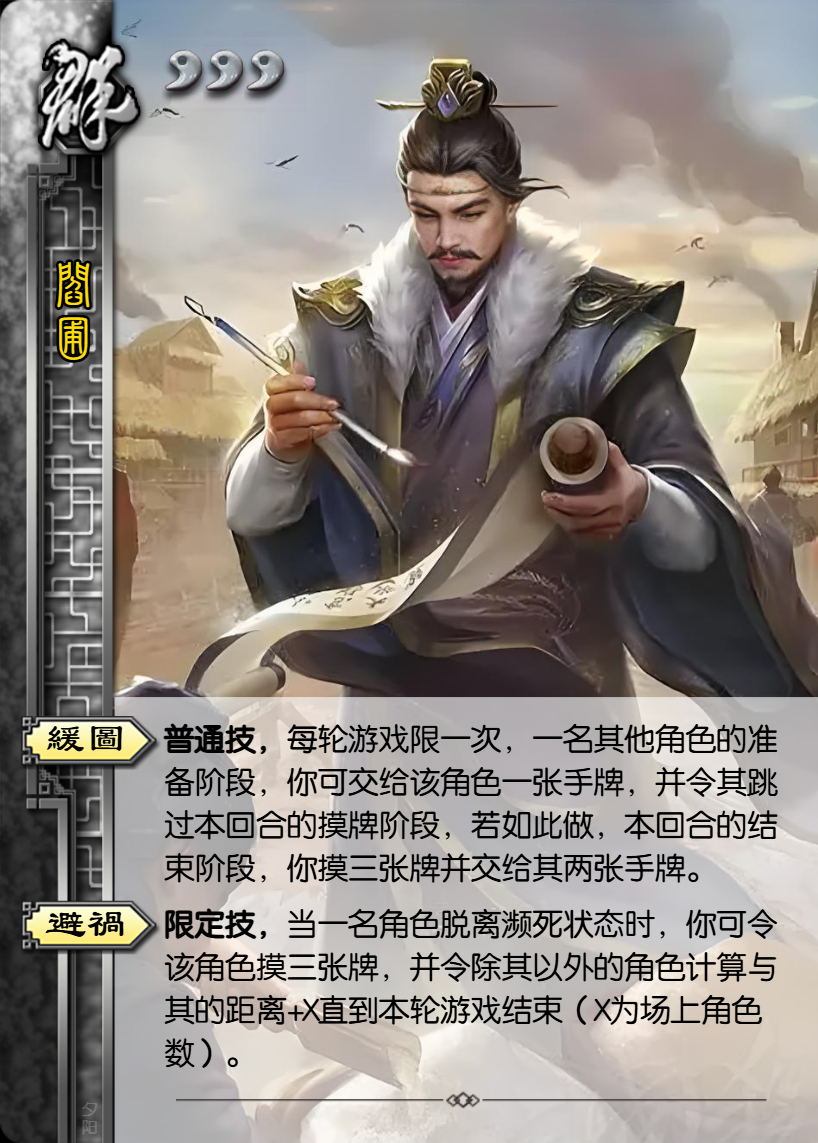 群
閻圃
緩圖
普通技，每轮游戏限一次，一名其他角色的准
备阶段，你可交给该角色一张手牌，并令其跳
过本回合的摸牌阶段，若如此做，本回合的结
束阶段，你摸三张牌并交给其两张手牌。
避禍
限定技，当一名角色脱离濒死状态时，你可令
该角色摸三张牌，并令除其以外的角色计算与
其的距离+X直到本轮游戏结束（X为场上角色
数）。
夕阳